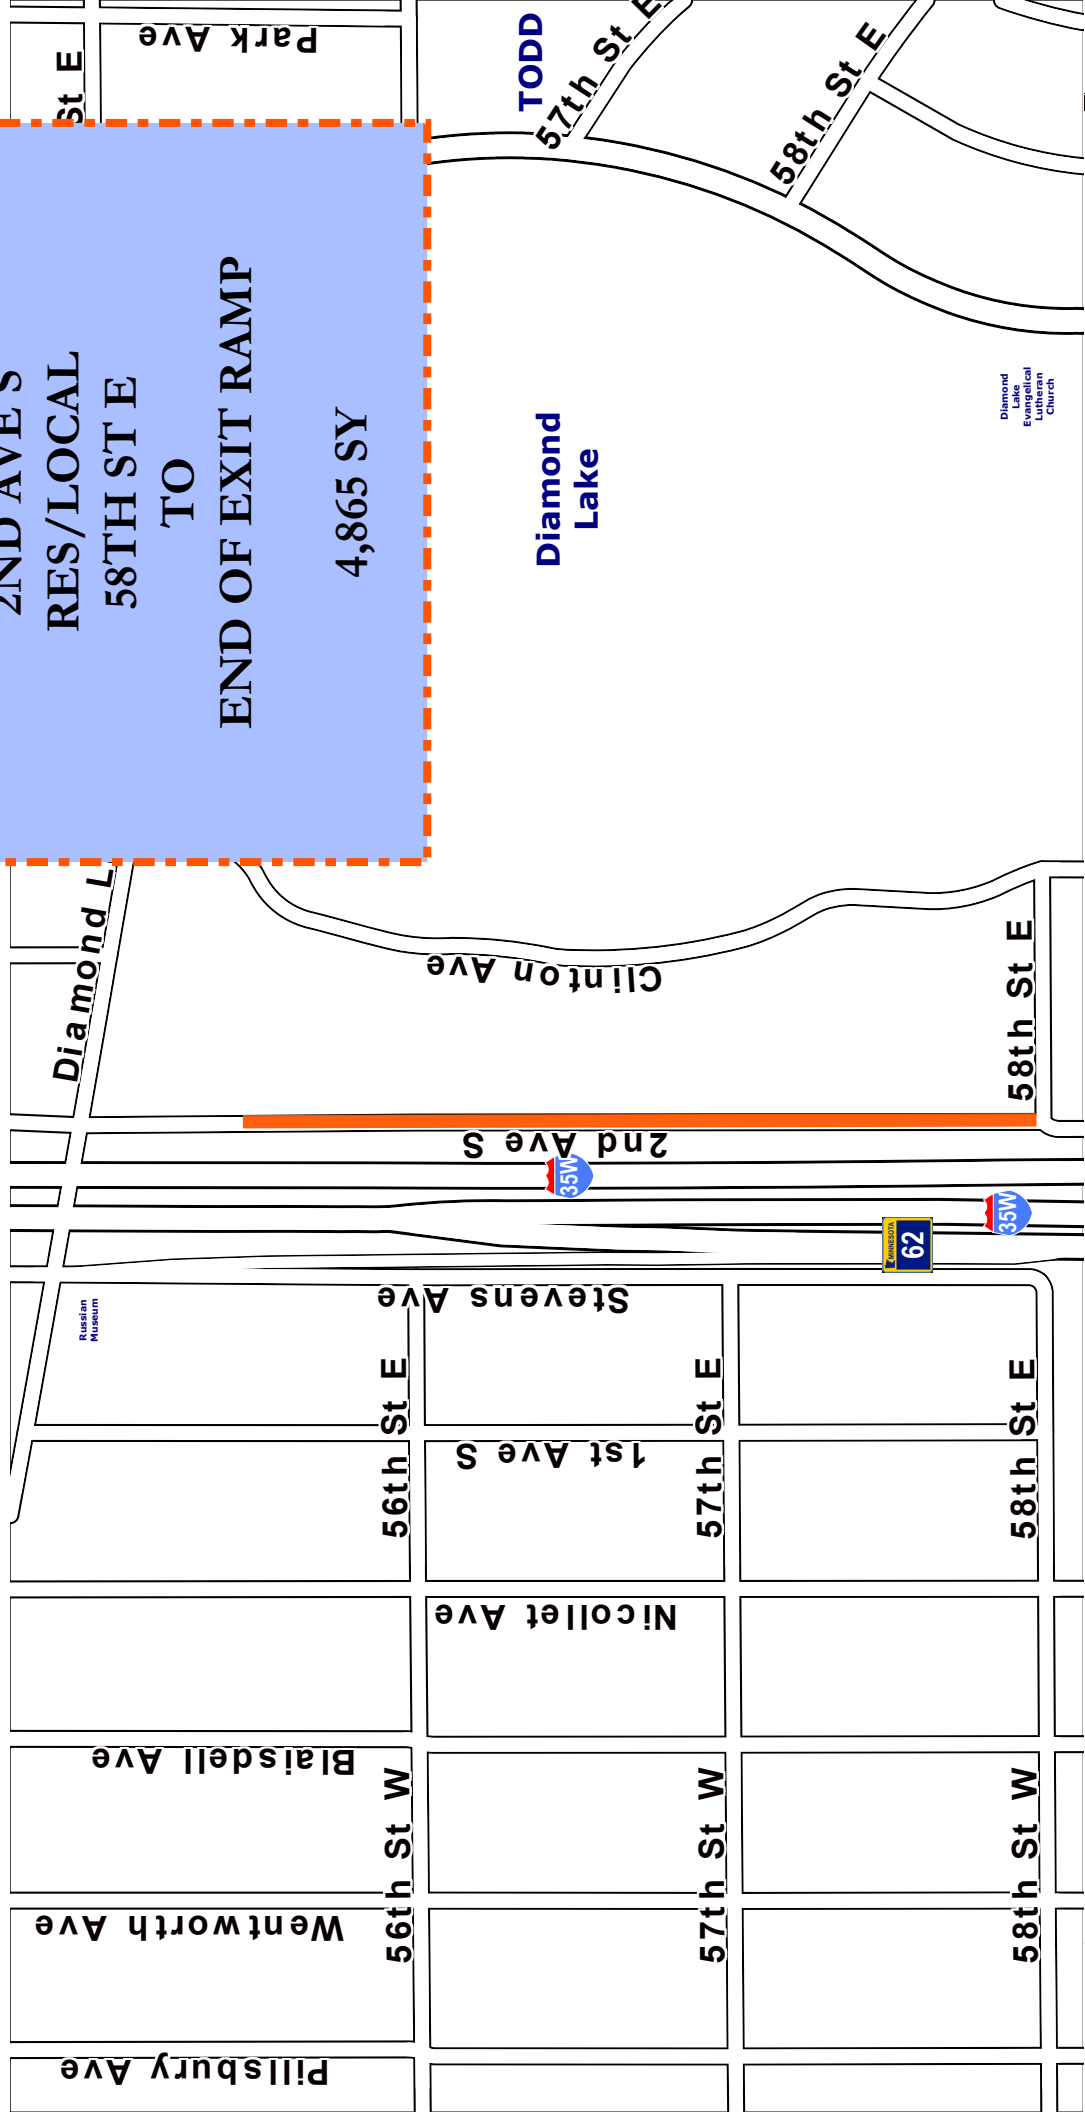 2ND AVE S
RES/LOCAL
58TH ST E
TO
END OF EXIT RAMP
4,865 SY
Park Ave
St E
TODD
57th St E
58th St E
Diamond
Lake
Diamond
Lake
Evangelical
Lutheran
Church
Diamond L
Clinton Ave
58th St E
2nd Ave S
35W
35W
MINNESOTA
62
Stevens Ave
Russian
Museum
56th St E
57th St E
58th St E
1st Ave S
Nicollet Ave
Blaisdell Ave
56th St W
57th St W
58th St W
Wentworth Ave
Pillsbury Ave